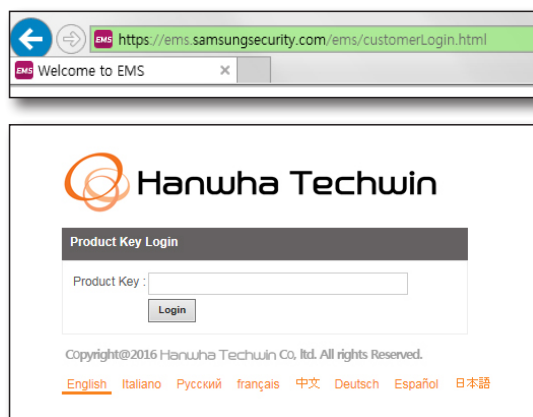 EMS https://ems.samsungsecurity.com/ems/customerLogin.html
EMS Welcome to EMS ×
Hanwha Techwin
Product Key Login
Product Key :
Login
Copyright@2016 Hanwha Techwin Co, ltd. All rights Reserved.
English Italiano Русский français 中文 Deutsch Español 日本語